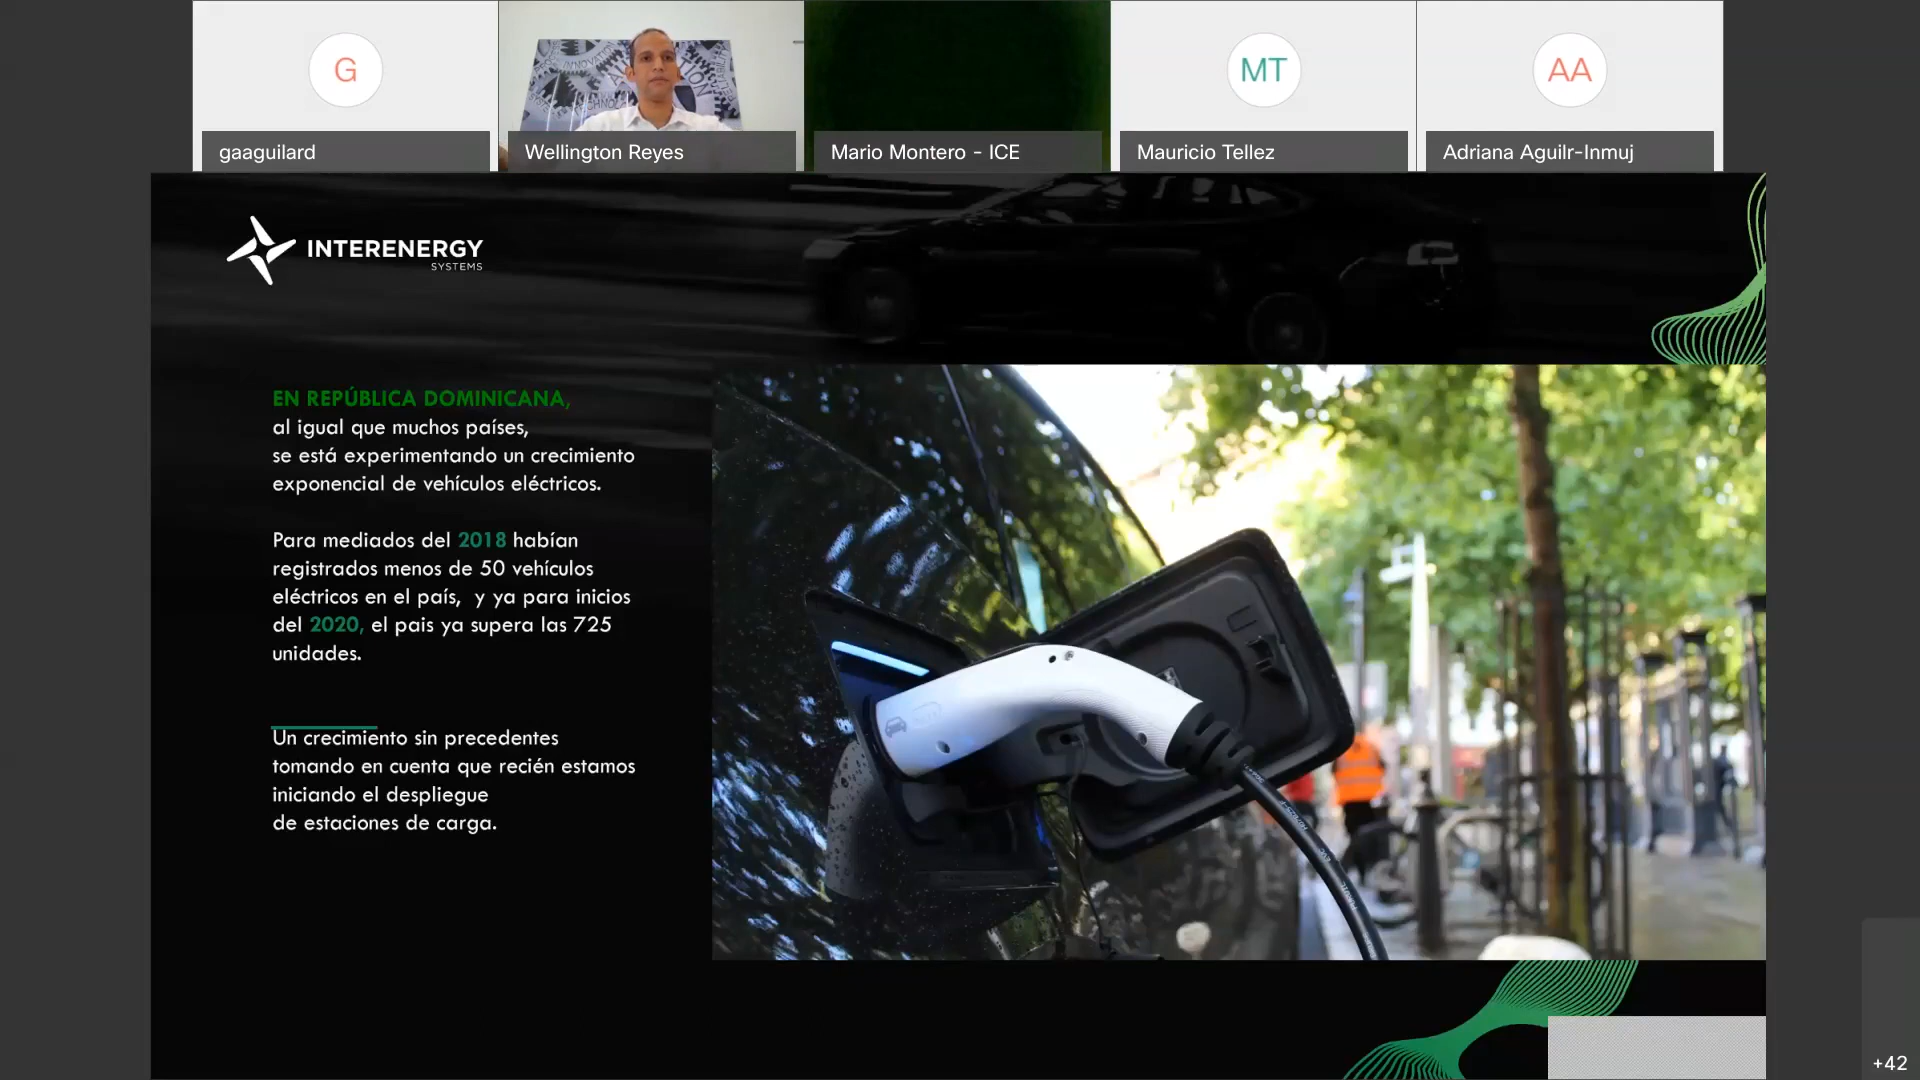 G
MT
AA
gaaguilard
Wellington Reyes
Mario Montero - ICE
Mauricio Tellez
Adriana Aguilr-Inmuj
INTERENERGY
SYSTEMS
EN REPÚBLICA DOMINICANA,
al igual que muchos países,
se está experimentando un crecimiento
exponencial de vehículos eléctricos.
Para mediados del 2018 habían
registrados menos de 50 vehículos
eléctricos en el país, y ya para inicios
del 2020, el pais ya supera las 725
unidades.
Un crecimiento sin precedentes
tomando en cuenta que recién estamos
iniciando el despliegue
de estaciones de carga.
+42